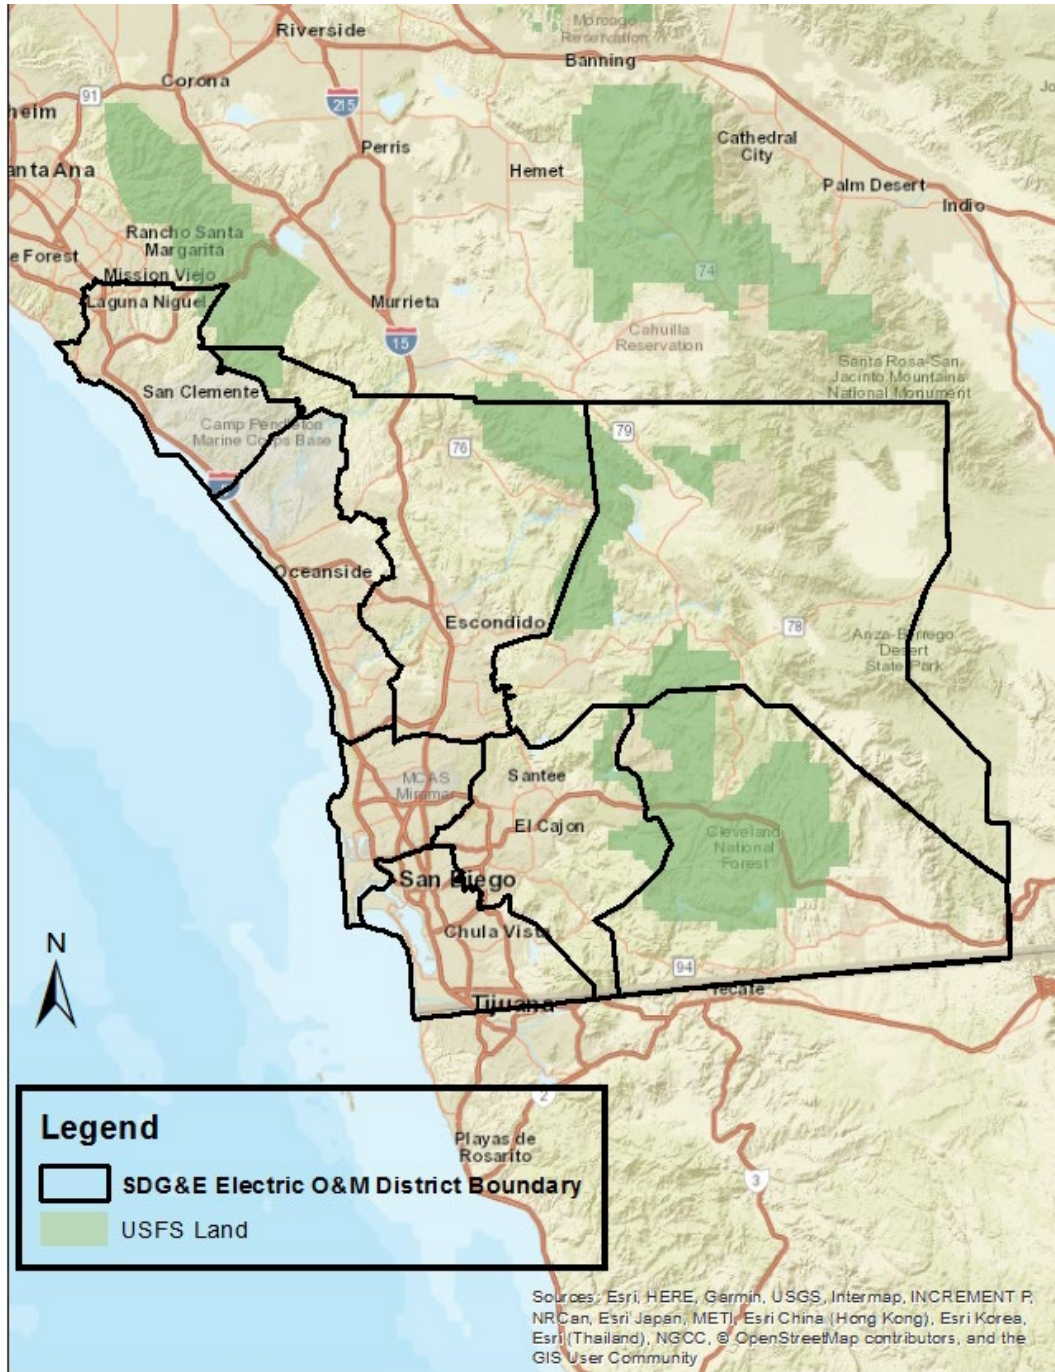 Morongo
Reservation
Riverside
Banning
Corona
91
heim
215
Perris
Cathedral
City
anta Ana
Hemet
Palm Desert
Indio
Rancho Santa
Margarita
e Forest
Mission Viejo
74
Laguna Niguel
Murrieta
15
Cahuilla
Reservation
Santa Rosa-San
Jacinto Mountains
National Monument
San Clemente
Camp Pendleton
Marine Corps Base
79
76
Oceanside
Escondido
78
Anza-Borrego
Desert
State Park
MCAS
Miramar
Santee
El Cajon
Cleveland
National
Forest
San Diego
Chula Vista
N
94
Tijuana
Tecate
2
Legend
Playas de
Rosarito
SDG&E Electric O&M District Boundary
3
USFS Land
Sources: Esri, HERE, Garmin, USGS, Intermap, INCREMENT P,
NRCan, Esri Japan, METI, Esri China (Hong Kong), Esri Korea,
Esri (Thailand), NGCC, © OpenStreetMap contributors, and the
GIS User Community